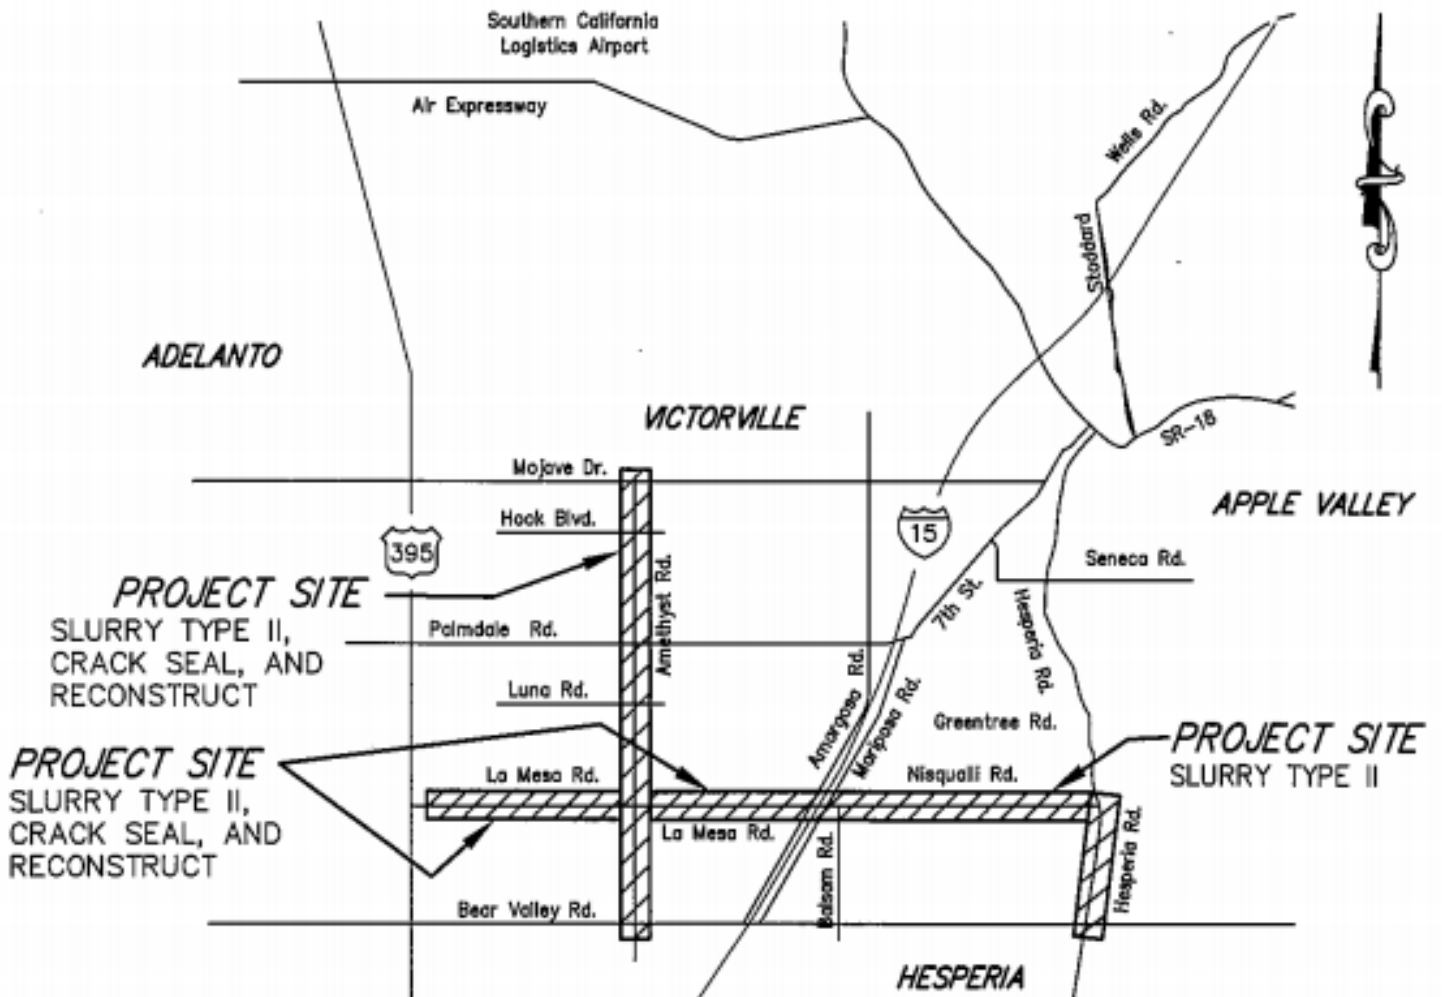 Southern California
Logistics Airport
Air Expressway
Wells Rd.
Stoddard
ADELANTO
VICTORVILLE
SR-18
Mojave Dr.
APPLE VALLEY
Hook Blvd.
395
15
Seneca Rd.
PROJECT SITE
SLURRY TYPE II,
CRACK SEAL, AND
RECONSTRUCT
Amethyst Rd.
7th St.
Hesperia Rd.
Palmdale Rd.
Luna Rd.
Amargosa Rd.
Mariposa Rd.
Greentree Rd.
PROJECT SITE
SLURRY TYPE II
PROJECT SITE
SLURRY TYPE II,
CRACK SEAL, AND
RECONSTRUCT
La Mesa Rd.
Nisqualli Rd.
La Mesa Rd.
Balsam Rd.
Hesperia Rd.
Bear Valley Rd.
HESPERIA